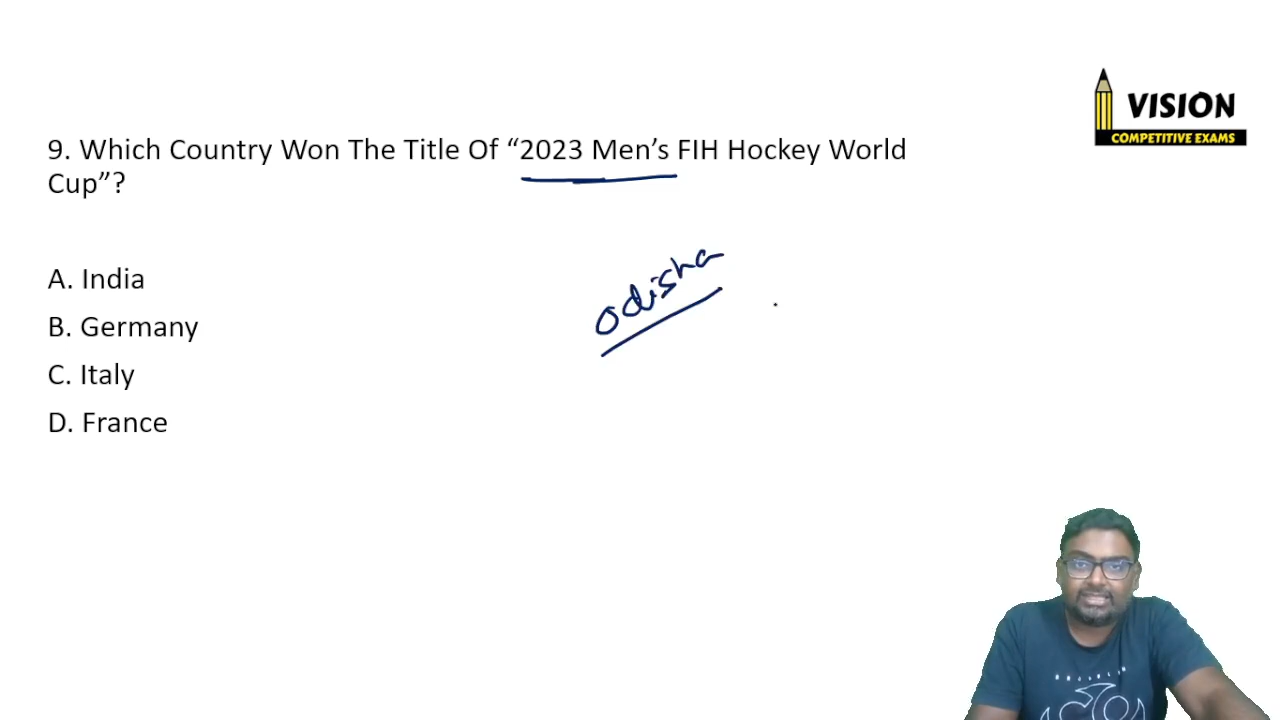 VISION
COMPETITIVE EXAMS
9. Which Country Won The Title Of “2023 Men’s FIH Hockey World
Cup”?
odisha
A. India
B. Germany
C. Italy
D. France